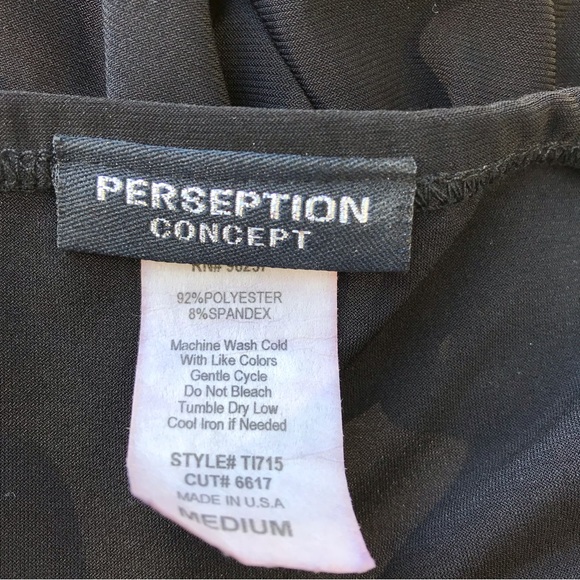 PERSEPTION
CONCEPT
RN#
92%POLYESTER
8%SPANDEX
Machine Wash Cold
With Like Colors
Gentle Cycle
Do Not Bleach
Tumble Dry Low
Cool Iron if Needed
STYLE# TI715
CUT# 6617
MADE IN U.S.A
MEDIUM